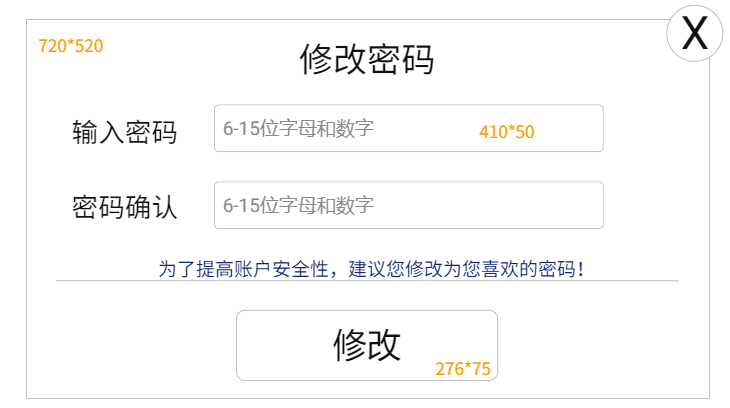 X
720*520
修改密码
输入密码 6-15位字母和数字 410*50
密码确认 6-15位字母和数字
为了提高账户安全性，建议您修改为您喜欢的密码！
修改
276*75